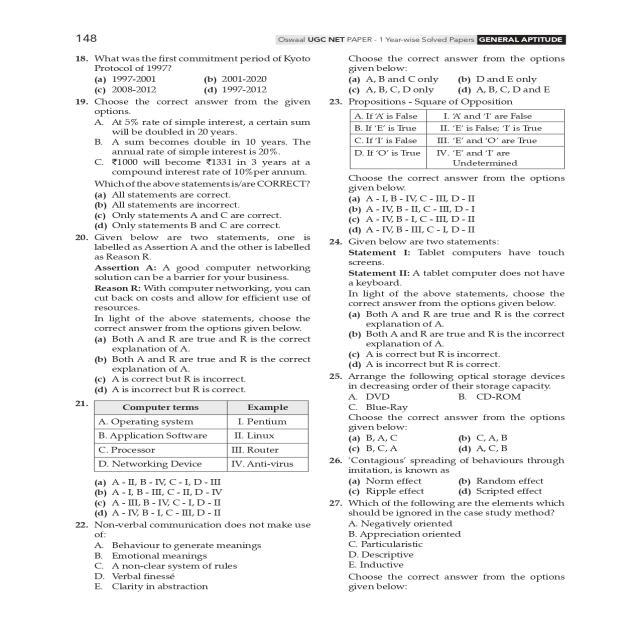 148
Oswaal UGC NET PAPER - 1 Year-wise Solved Papers GENERAL APTITUDE
18. What was the first commitment period of Kyoto
Protocol of 1997?
(a) 1997-2001 (b) 2001-2020
(c) 2008-2012 (d) 1997-2012
19. Choose the correct answer from the given
options.
A. At 5% rate of simple interest, a certain sum
will be doubled in 20 years.
B. A sum becomes double in 10 years. The
annual rate of simple interest is 20%.
C. ₹1000 will become ₹1331 in 3 years at a
compound interest rate of 10%per annum.
Which of the above statements is/are CORRECT?
(a) All statements are correct.
(b) All statements are incorrect.
(c) Only statements A and C are correct.
(d) Only statements B and C are correct.
20. Given below are two statements, one is
labelled as Assertion A and the other is labelled
as Reason R.
Assertion A: A good computer networking
solution can be a barrier for your business.
Reason R: With computer networking, you can
cut back on costs and allow for efficient use of
resources.
In light of the above statements, choose the
correct answer from the options given below.
(a) Both A and R are true and R is the correct
explanation of A.
(b) Both A and R are true and R is the correct
explanation of A.
(c) A is correct but R is incorrect.
(d) A is incorrect but R is correct.
21. Computer terms Example
A. Operating system I. Pentium
B. Application Software II. Linux
C. Processor III. Router
D. Networking Device IV. Anti-virus
(a) A - II, B - IV, C - I, D - III
(b) A - I, B - III, C - II, D - IV
(c) A - III, B - IV, C - I, D - II
(d) A - IV, B - I, C - III, D - II
22. Non-verbal communication does not make use
of:
A. Behaviour to generate meanings
B. Emotional meanings
C. A non-clear system of rules
D. Verbal finessé
E. Clarity in abstraction
Choose the correct answer from the options
given below:
(a) A, B and C only (b) D and E only
(c) A, B, C, D only (d) A, B, C, D and E
23. Propositions - Square of Opposition
A. If 'A' is False I. 'A' and 'I' are False
B. If 'E' is True II. 'E' is False; 'I' is True
C. If 'I' is False III. 'E' and 'O' are True
D. If 'O' is True IV. 'E' and 'I' are
Undetermined
Choose the correct answer from the options
given below.
(a) A - I, B - IV, C - III, D - II
(b) A - IV, B - II, C - III, D - I
(c) A - IV, B - I, C - III, D - II
(d) A - IV, B - III, C - I, D - II
24. Given below are two statements:
Statement I: Tablet computers have touch
screens.
Statement II: A tablet computer does not have
a keyboard.
In light of the above statements, choose the
correct answer from the options given below.
(a) Both A and R are true and R is the correct
explanation of A.
(b) Both A and R are true and R is the incorrect
explanation of A.
(c) A is correct but R is incorrect.
(d) A is incorrect but R is correct.
25. Arrange the following optical storage devices
in decreasing order of their storage capacity.
A. DVD B. CD-ROM
C. Blue-Ray
Choose the correct answer from the options
given below:
(a) B, A, C (b) C, A, B
(c) B, C, A (d) A, C, B
26. 'Contagious' spreading of behaviours through
imitation, is known as
(a) Norm effect (b) Random effect
(c) Ripple effect (d) Scripted effect
27. Which of the following are the elements which
should be ignored in the case study method?
A. Negatively oriented
B. Appreciation oriented
C. Particularistic
D. Descriptive
E. Inductive
Choose the correct answer from the options
given below: